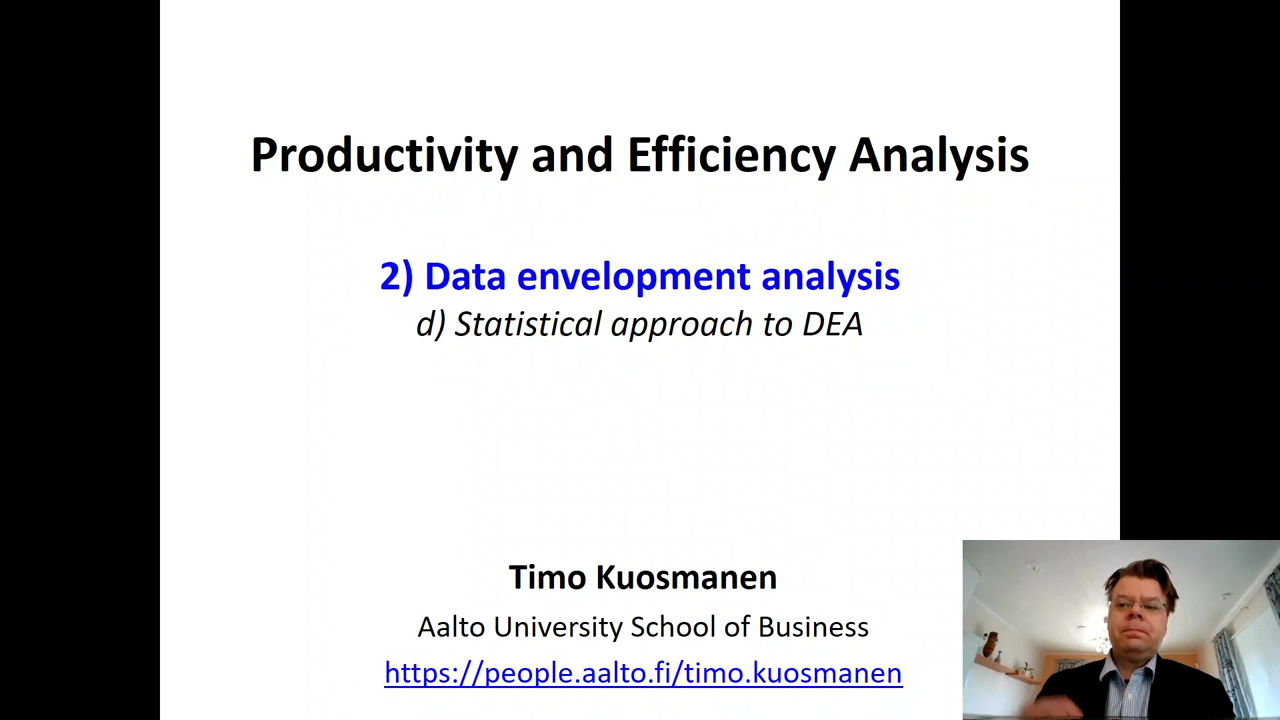 Productivity and Efficiency Analysis
2) Data envelopment analysis
d) Statistical approach to DEA
Timo Kuosmanen
Aalto University School of Business
https://people.aalto.fi/timo.kuosmanen